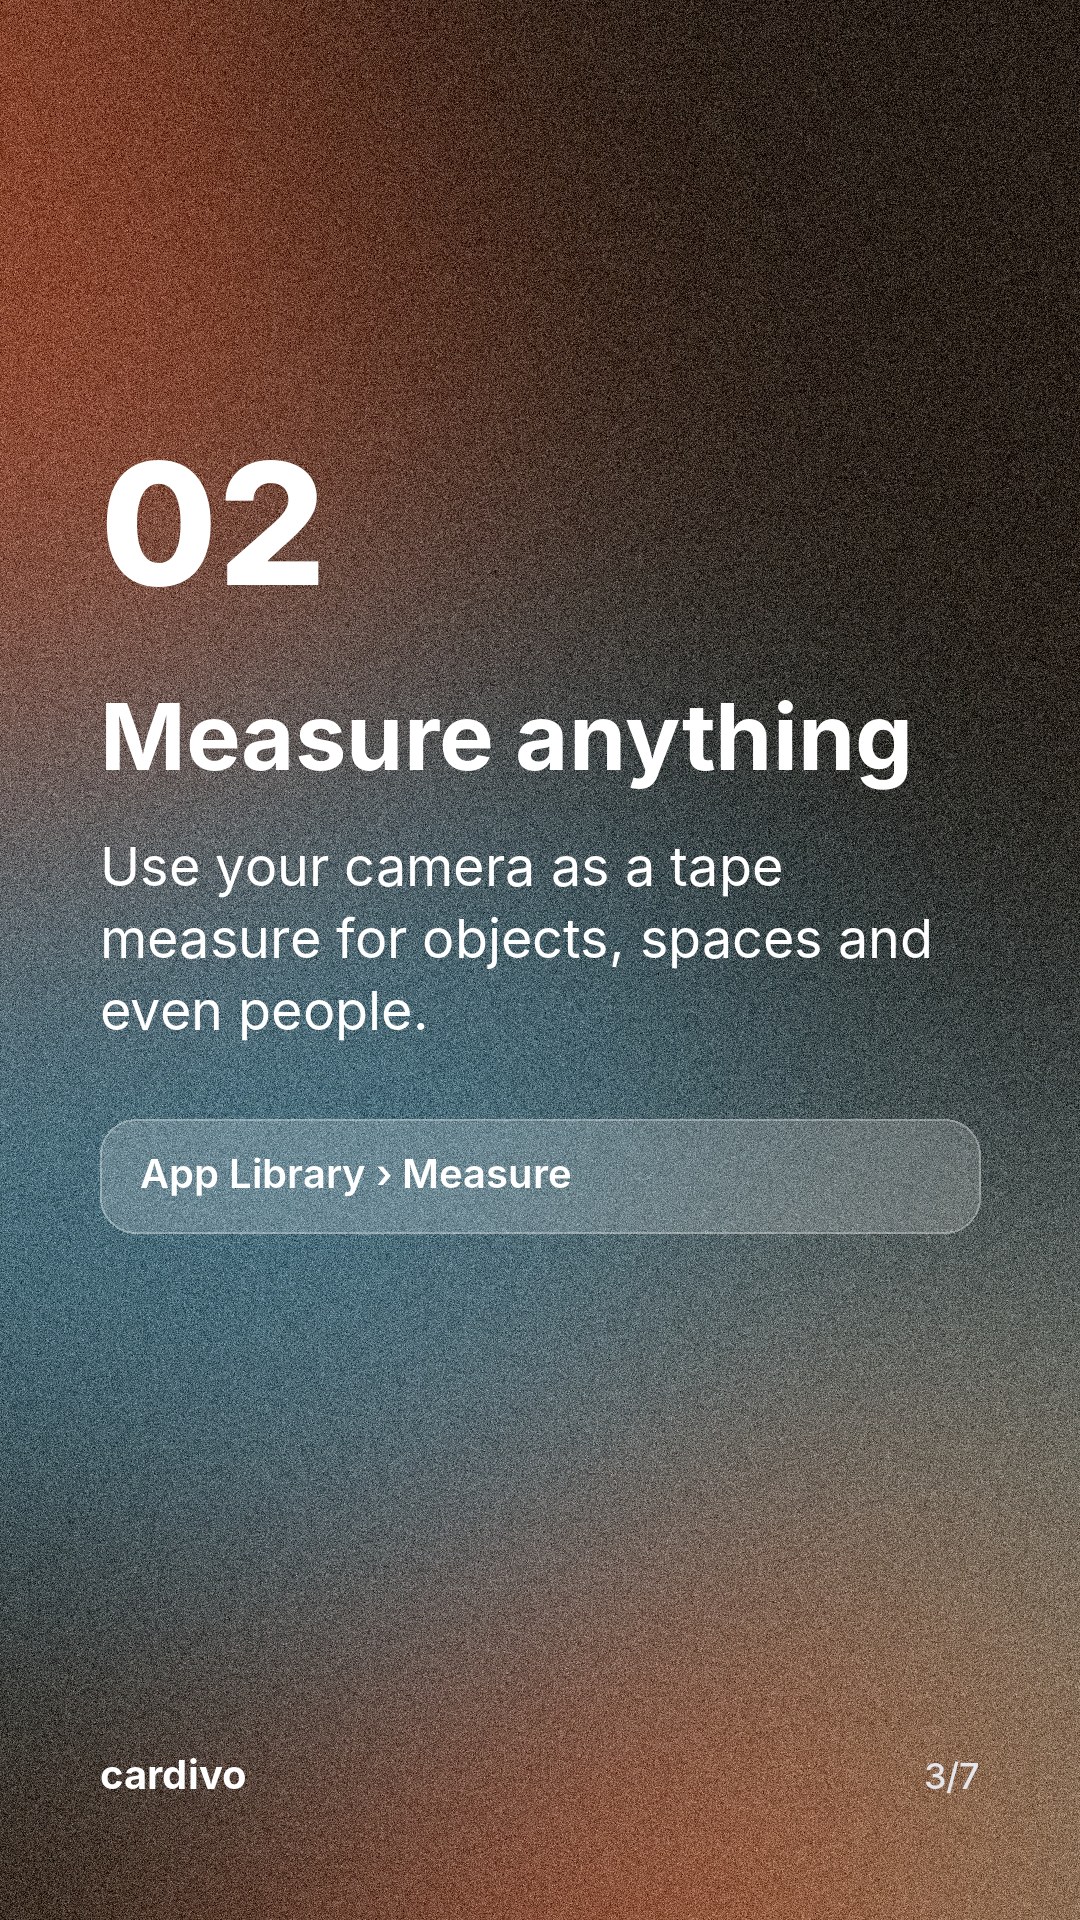 02
Measure anything
Use your camera as a tape
measure for objects, spaces and
even people.
App Library › Measure
cardivo
3/7